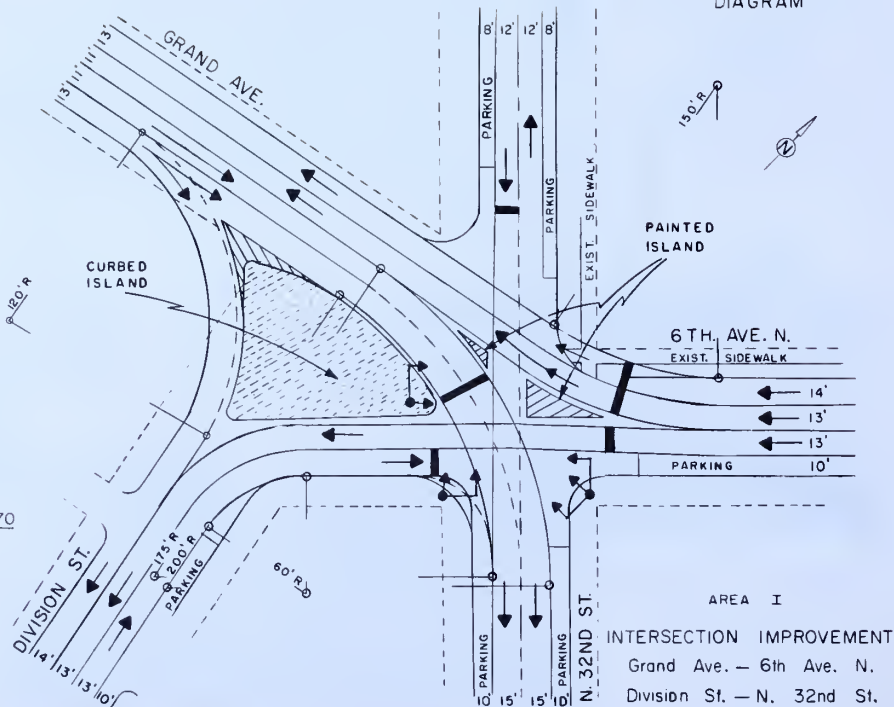 DIAGRAM
GRAND AVE.
13'
11'
11'
13'
8'
12'
12'
8'
PARKING
PARKING
EXIST. SIDEWALK
150' R
N
PAINTED
ISLAND
CURBED
ISLAND
120' R
6TH. AVE. N.
EXIST. SIDEWALK
14'
13'
13'
PARKING 10'
70
175' R
200' R
PARKING
60' R
DIVISION ST.
14'
13'
13'
10'
PARKING
PARKING
10'
15'
15'
10'
N. 32ND ST.
AREA I
INTERSECTION IMPROVEMENT
Grand Ave. – 6th Ave. N.
Division St. – N. 32nd St.